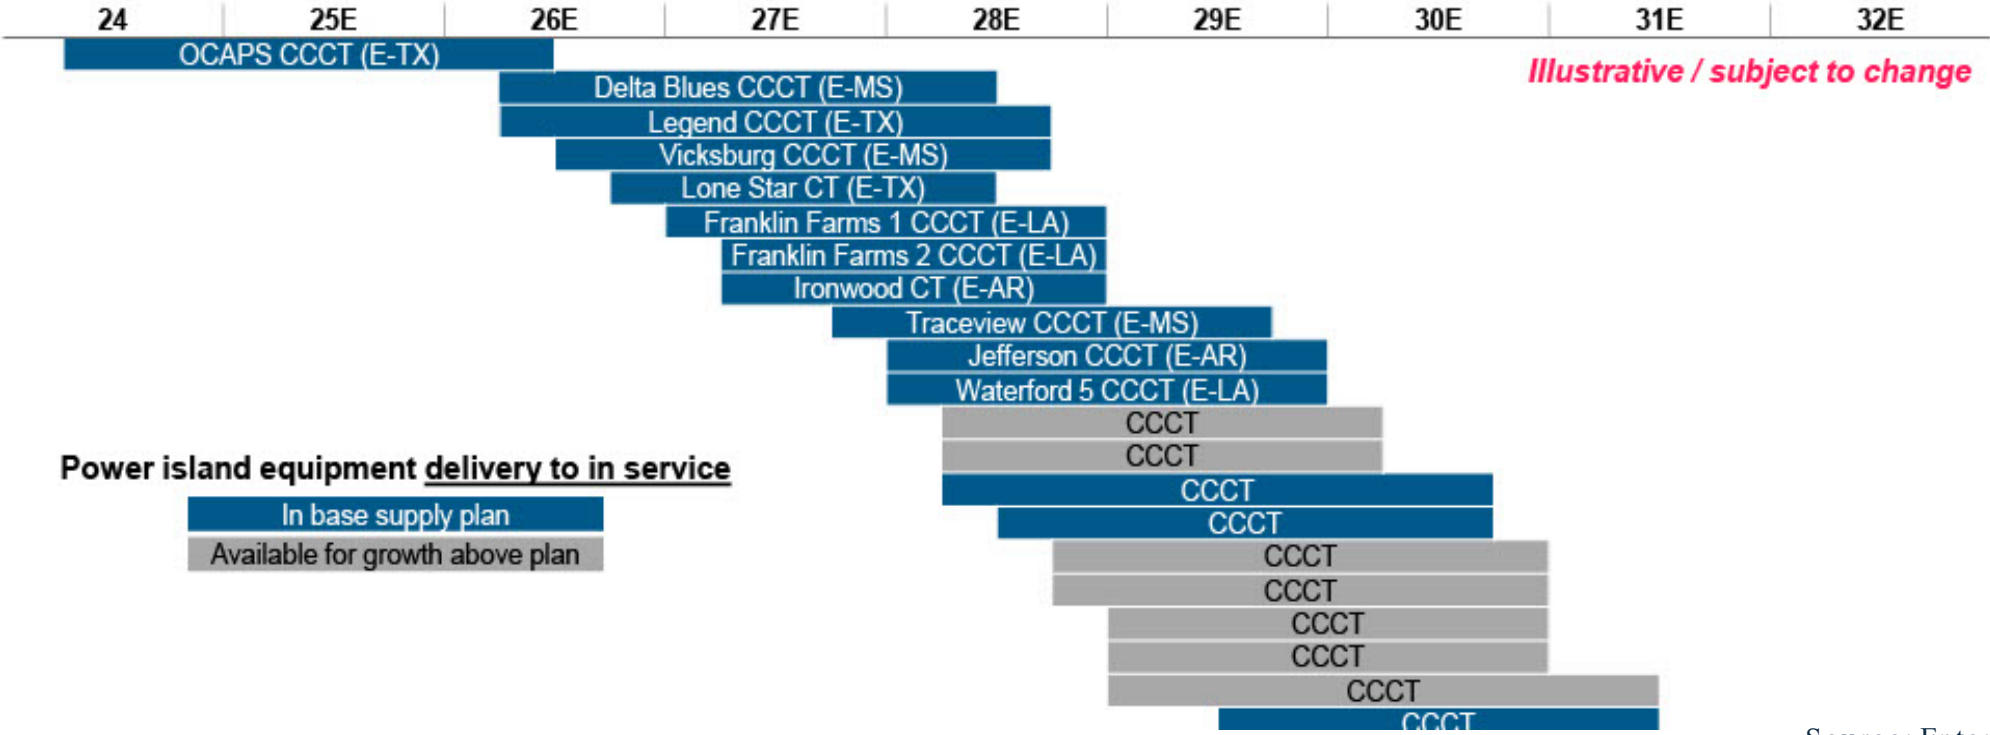 24 25E 26E 27E 28E 29E 30E 31E 32E
OCAPS CCCT (E-TX)
Illustrative / subject to change
Delta Blues CCCT (E-MS)
Legend CCCT (E-TX)
Vicksburg CCCT (E-MS)
Lone Star CT (E-TX)
Franklin Farms 1 CCCT (E-LA)
Franklin Farms 2 CCCT (E-LA)
Ironwood CT (E-AR)
Traceview CCCT (E-MS)
Jefferson CCCT (E-AR)
Waterford 5 CCCT (E-LA)
CCCT
CCCT
Power island equipment delivery to in service
CCCT
In base supply plan
CCCT
Available for growth above plan
CCCT
CCCT
CCCT
CCCT
CCCT
CCCT